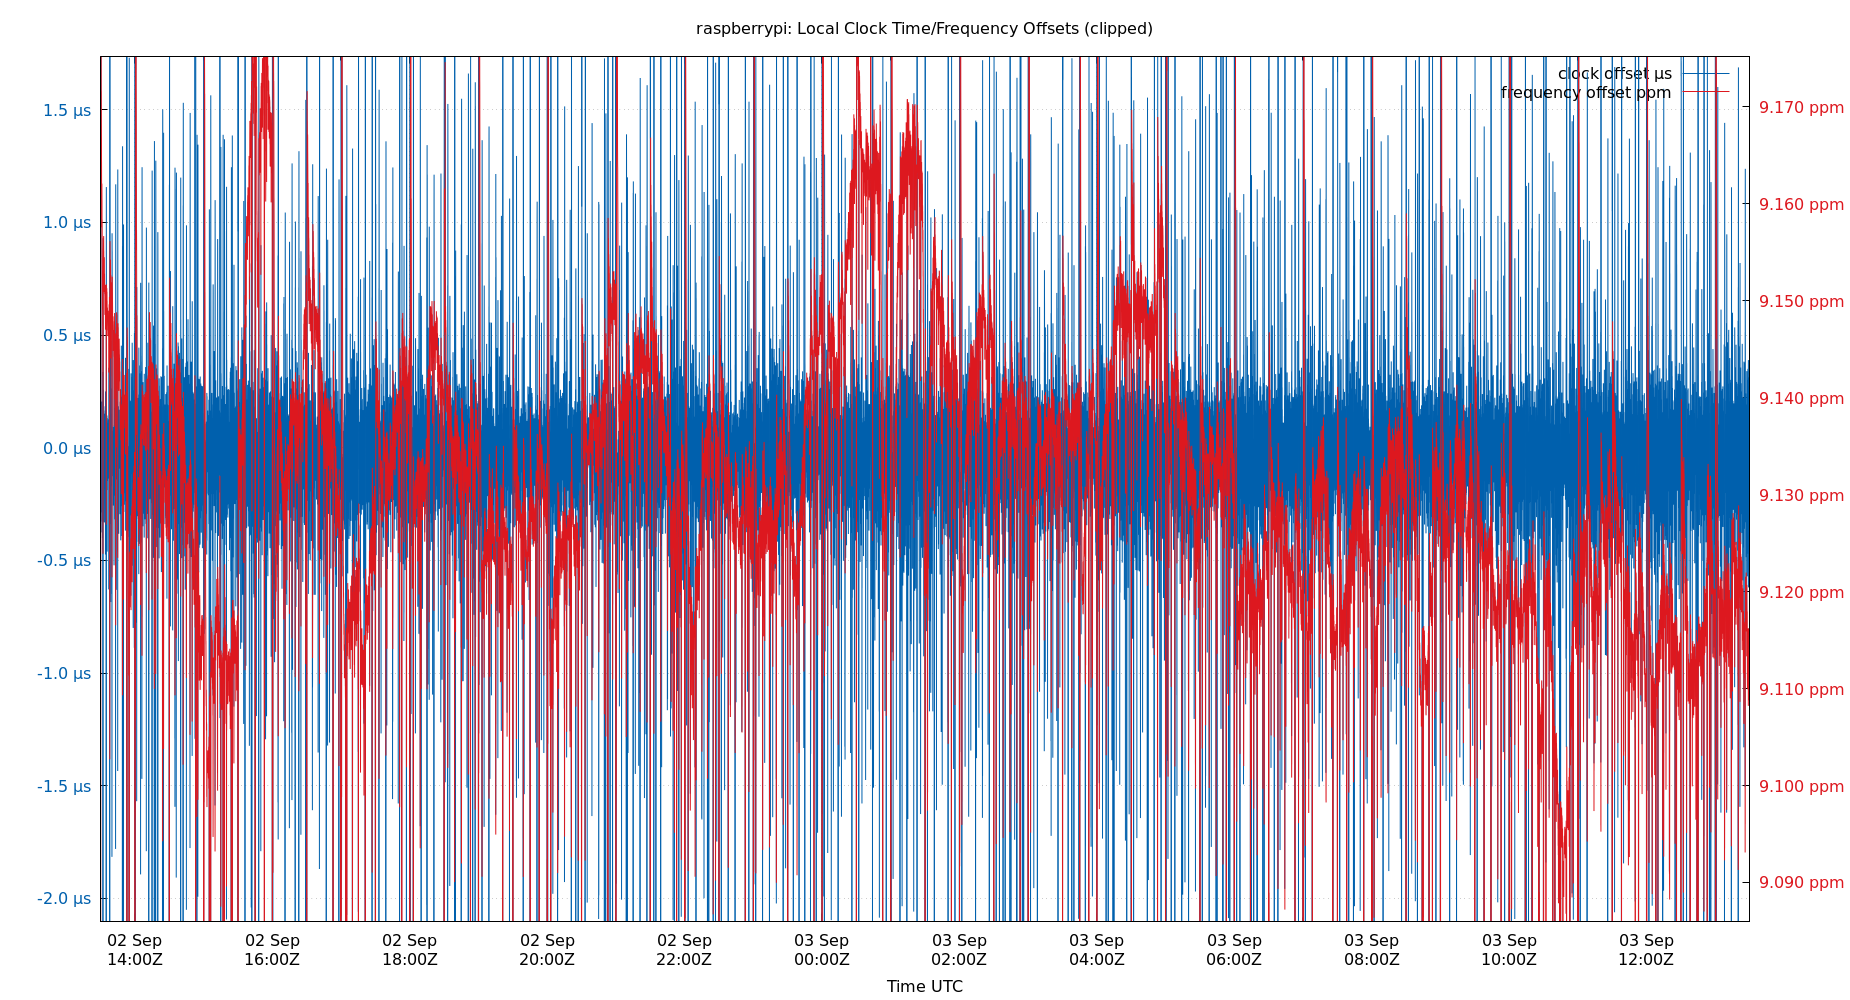 raspberrypi: Local Clock Time/Frequency Offsets (clipped)
clock offset µs
frequency offset ppm
1.5 µs
1.0 µs
0.5 µs
0.0 µs
-0.5 µs
-1.0 µs
-1.5 µs
-2.0 µs
9.170 ppm
9.160 ppm
9.150 ppm
9.140 ppm
9.130 ppm
9.120 ppm
9.110 ppm
9.100 ppm
9.090 ppm
02 Sep 02 Sep 02 Sep 02 Sep 02 Sep 03 Sep 03 Sep 03 Sep 03 Sep 03 Sep 03 Sep 03 Sep
14:00Z 16:00Z 18:00Z 20:00Z 22:00Z 00:00Z 02:00Z 04:00Z 06:00Z 08:00Z 10:00Z 12:00Z
Time UTC